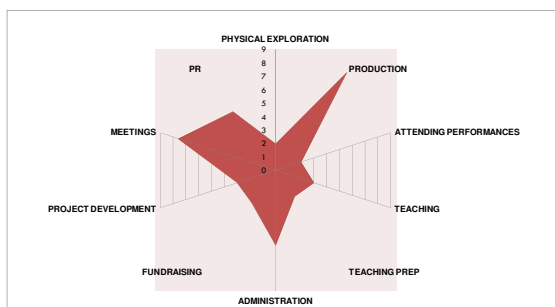 PHYSICAL EXPLORATION
9
PR
8
PRODUCTION
7
6
5
4
MEETINGS
3
ATTENDING PERFORMANCES
2
1
0
PROJECT DEVELOPMENT
TEACHING
FUNDRAISING
TEACHING PREP
ADMINISTRATION